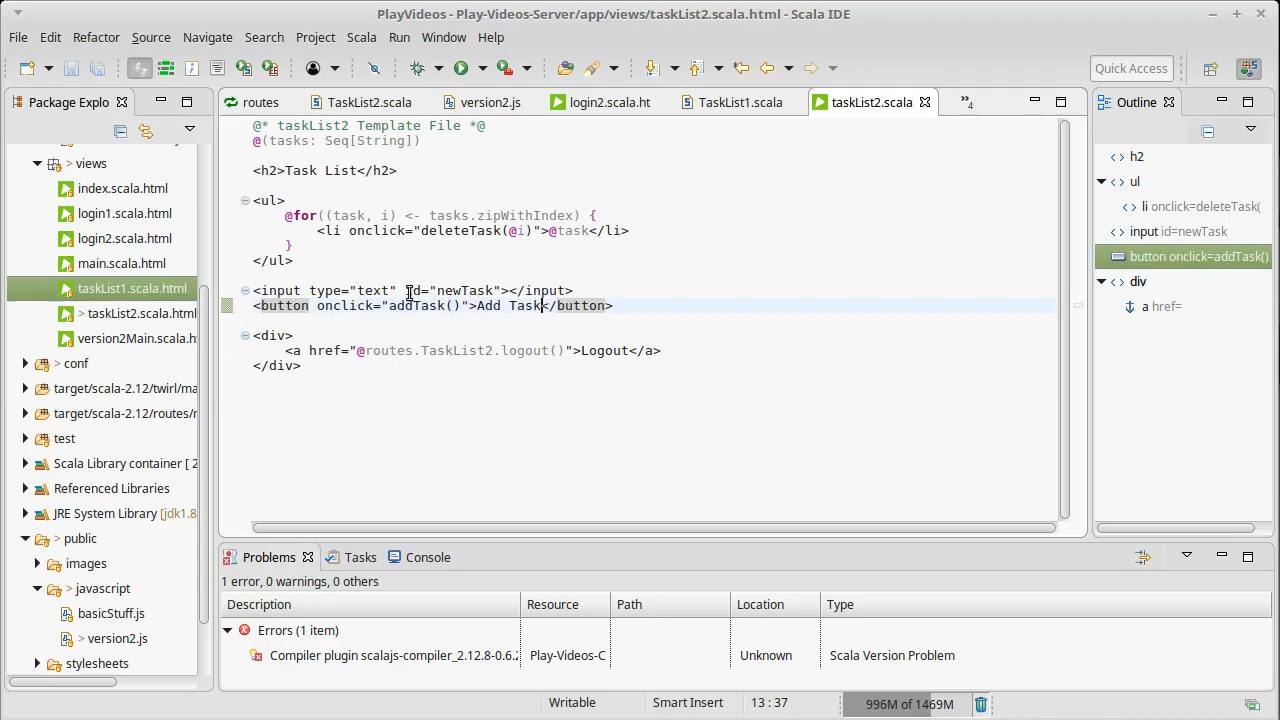 PlayVideos - Play-Videos-Server/app/views/taskList2.scala.html - Scala IDE
File Edit Refactor Source Navigate Search Project Scala Run Window Help
Quick Access
Package Explo
routes TaskList2.scala version2.js login2.scala.ht TaskList1.scala taskList2.scala »4
Outline
> views
index.scala.html
login1.scala.html
login2.scala.html
main.scala.html
taskList1.scala.html
> taskList2.scala.html
version2Main.scala.html
> conf
target/scala-2.12/twirl/ma
target/scala-2.12/routes/r
test
Scala Library container [ 2
Referenced Libraries
JRE System Library [jdk1.8
> public
images
> javascript
basicStuff.js
> version2.js
stylesheets
@* taskList2 Template File *@
@(tasks: Seq[String])
<h2>Task List</h2>
<ul>
@for((task, i) <- tasks.zipWithIndex) {
<li onclick="deleteTask(@i)">@task</li>
}
</ul>
<input type="text" id="newTask"></input>
<button onclick="addTask()">Add Task</button>
<div>
<a href="@routes.TaskList2.logout()">Logout</a>
</div>
<> h2
<> ul
<> li onclick=deleteTask(
<> input id=newTask
button onclick=addTask()
<> div
a href=
Problems Tasks Console
1 error, 0 warnings, 0 others
Description Resource Path Location Type
Errors (1 item)
Compiler plugin scalajs-compiler_2.12.8-0.6.2 Play-Videos-C Unknown Scala Version Problem
Writable Smart Insert 13 : 37 996M of 1469M